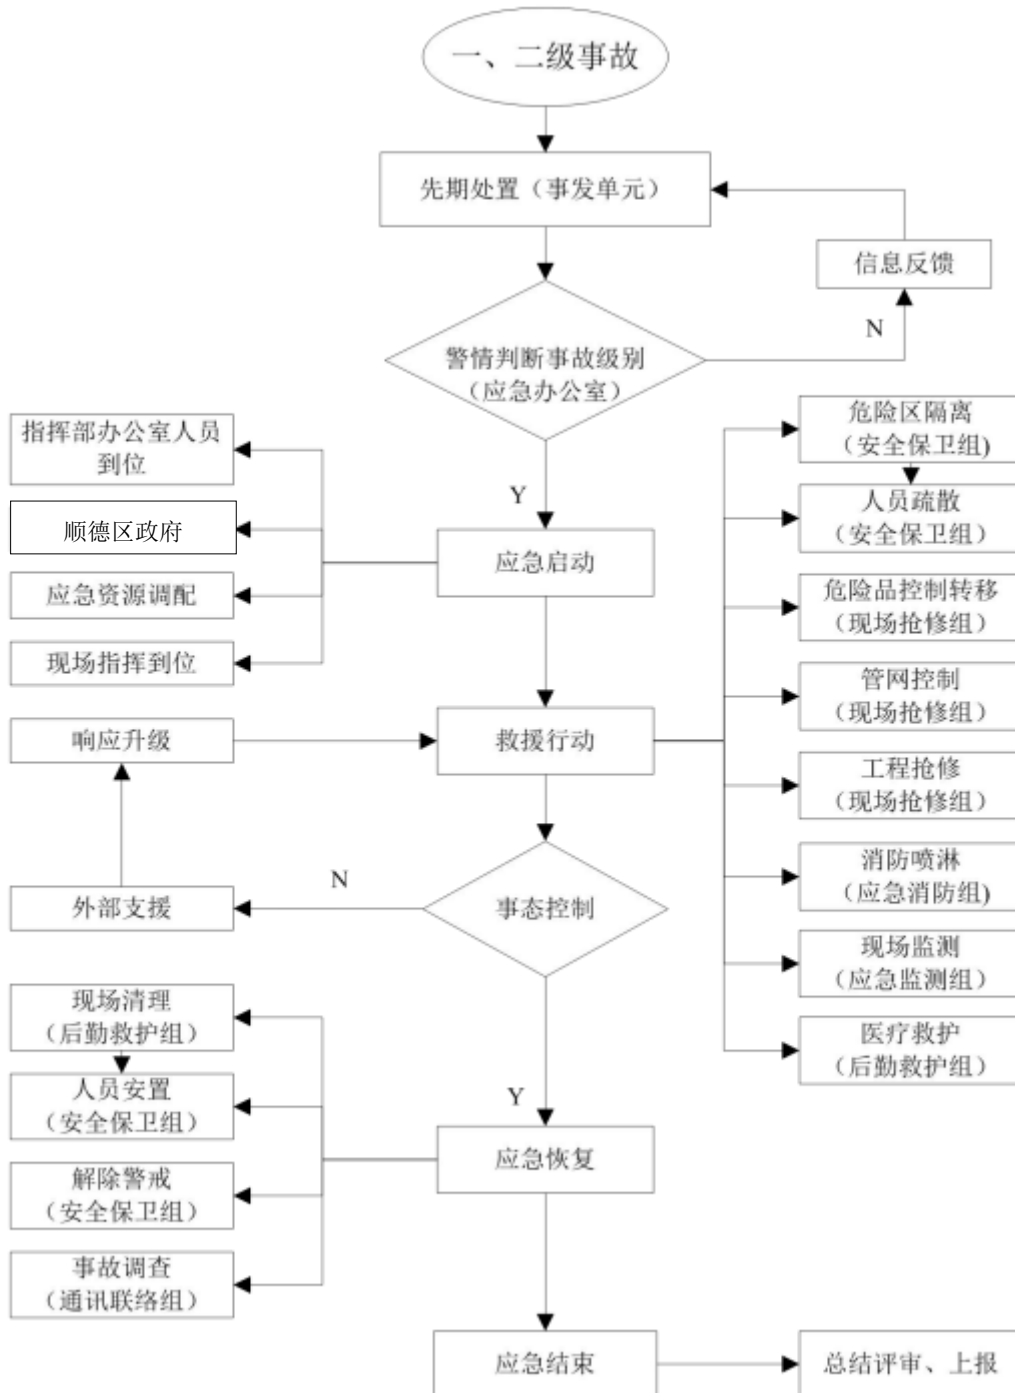 一、二级事故
先期处置（事发单元）
信息反馈
N
警情判断事故级别
（应急办公室）
Y
指挥部办公室人员
到位
顺德区政府
应急资源调配
现场指挥到位
应急启动
危险区隔离
（安全保卫组)
人员疏散
（安全保卫组）
危险品控制转移
（现场抢修组）
管网控制
（现场抢修组）
工程抢修
（现场抢修组）
消防喷淋
（应急消防组)
现场监测
（应急监测组）
医疗救护
（后勤救护组）
响应升级
救援行动
外部支援
N
事态控制
Y
现场清理
（后勤救护组）
人员安置
（安全保卫组）
解除警戒
（安全保卫组）
事故调查
（通讯联络组）
应急恢复
应急结束
总结评审、上报